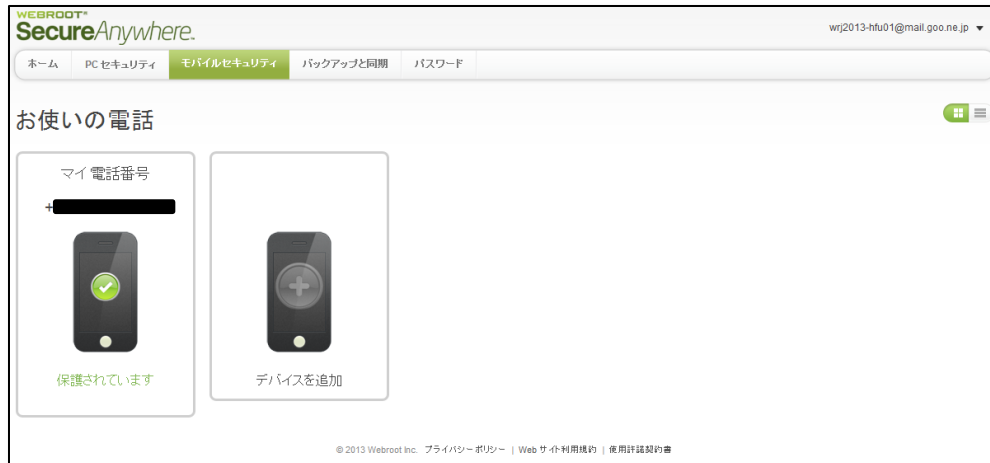 WEBROOT®
SecureAnywhere.
wrj2013-hfu01@mail.goo.ne.jp
ホーム PCセキュリティ モバイルセキュリティ バックアップと同期 パスワード
お使いの電話
マイ電話番号
+
保護されています
デバイスを追加
© 2013 Webroot Inc. プライバシーポリシー | Web サイト利用規約 | 使用許諾契約書